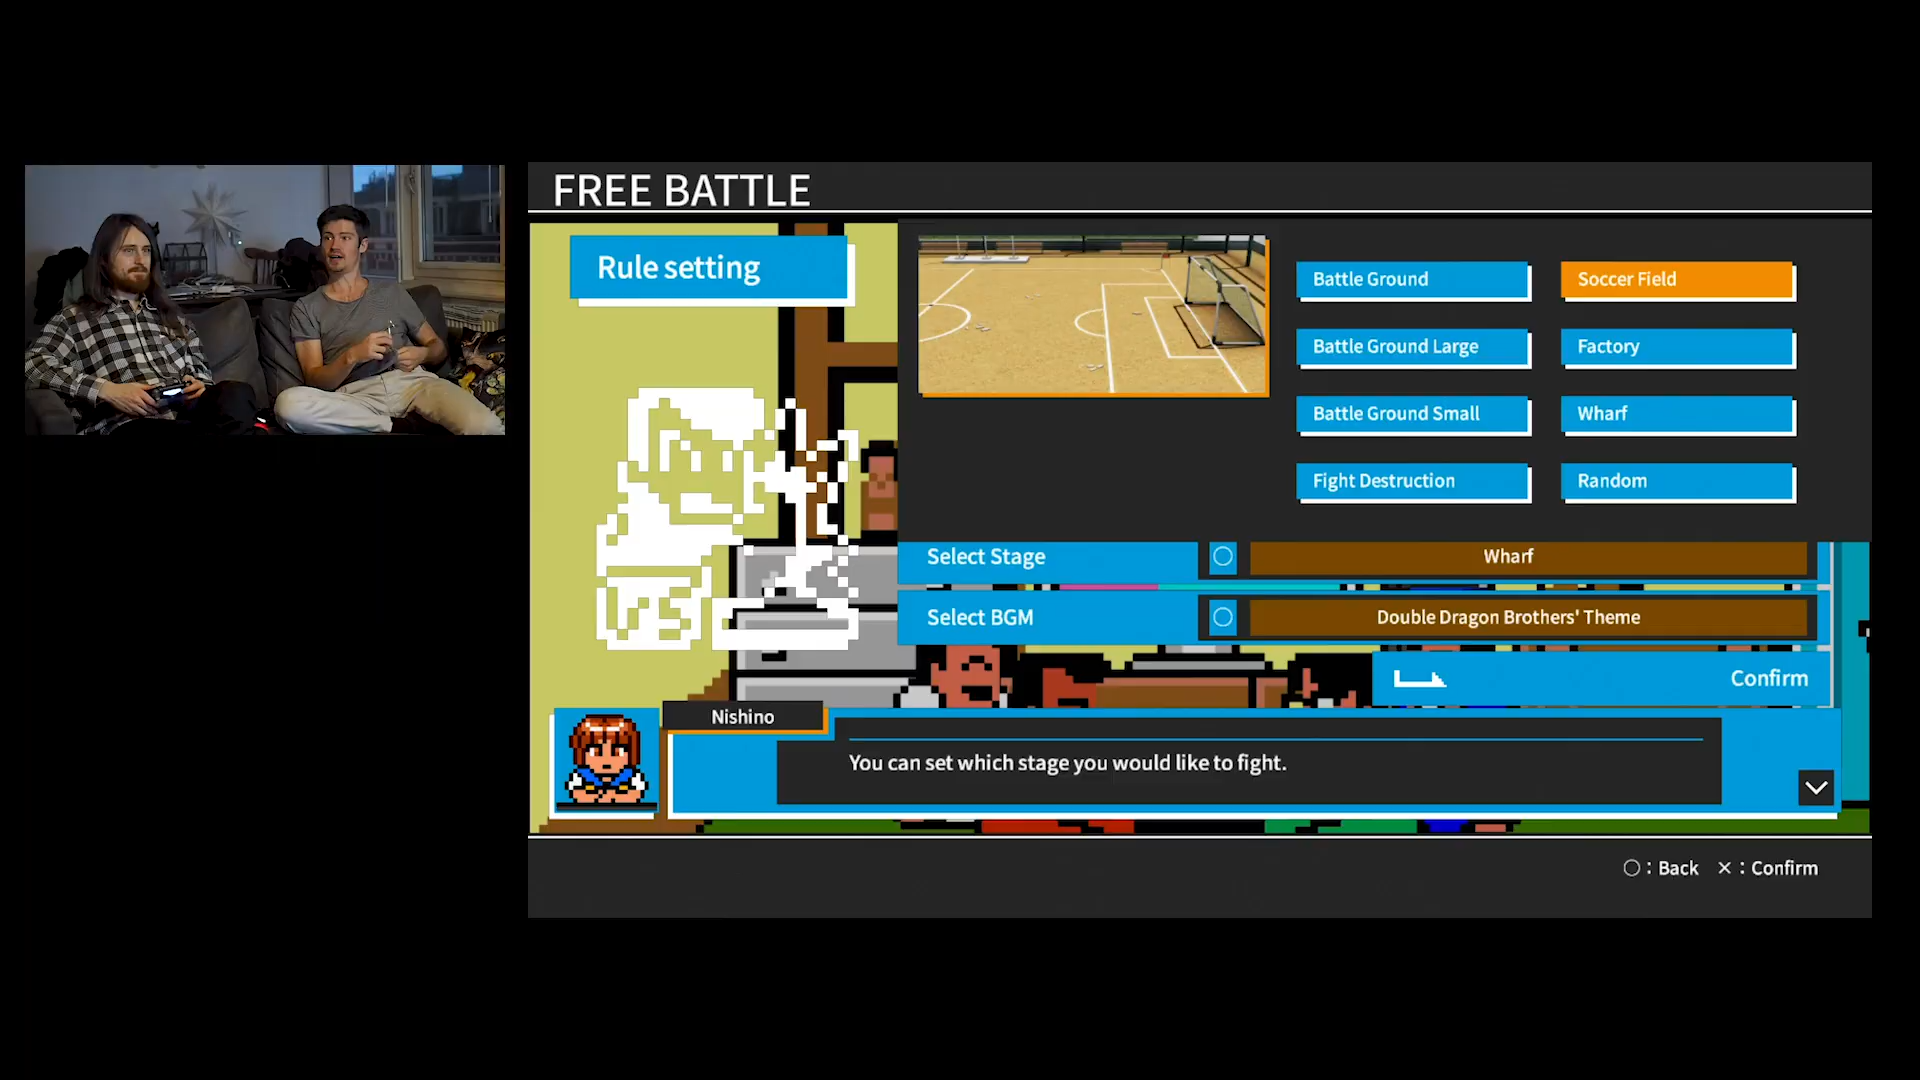 FREE BATTLE
Rule setting
Battle Ground
Soccer Field
Battle Ground Large
Factory
Battle Ground Small
Wharf
Fight Destruction
Random
Select Stage
Wharf
Select BGM
Double Dragon Brothers' Theme
Confirm
VS
Nishino
You can set which stage you would like to fight.
○ : Back × : Confirm